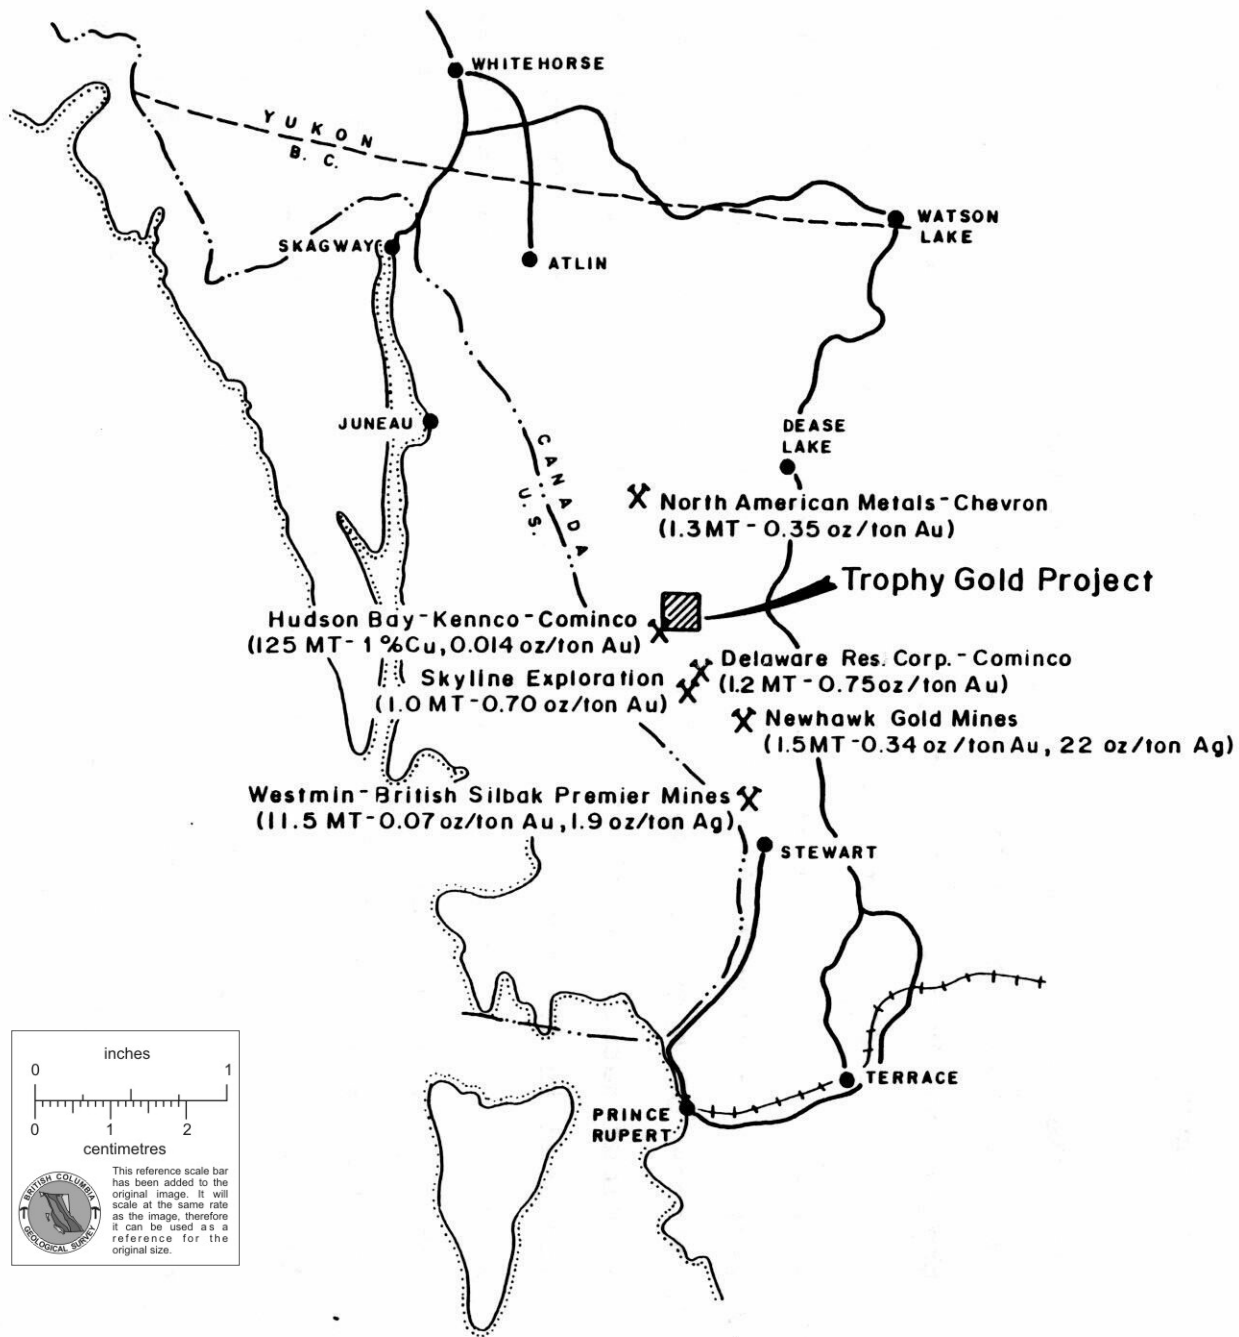 WHITEHORSE
YUKON
B. C.
WATSON
LAKE
SKAGWAY
ATLIN
JUNEAU
DEASE
LAKE
CANADA
U. S.
North American Metals-Chevron
(1.3 MT-0.35 oz/ton Au)
Trophy Gold Project
Hudson Bay-Kennco-Cominco
(125 MT-1%Cu, 0.014 oz/ton Au)
Delaware Res. Corp.-Cominco
(1.2 MT-0.75oz/ton Au)
Skyline Exploration
(1.0 MT-0.70 oz/ton Au)
Newhawk Gold Mines
(1.5MT-0.34 oz/ton Au, 22 oz/ton Ag)
Westmin-British Silbak Premier Mines
(11.5 MT-0.07 oz/ton Au, 1.9 oz/ton Ag)
STEWART
TERRACE
PRINCE
RUPERT
inches
0 1
0 1 2
centimetres
This reference scale bar
has been added to the
original image. It will
scale at the same rate
as the image, therefore
it can be used as a
reference for the
original size.
BRITISH COLUMBIA
GEOLOGICAL SURVEY